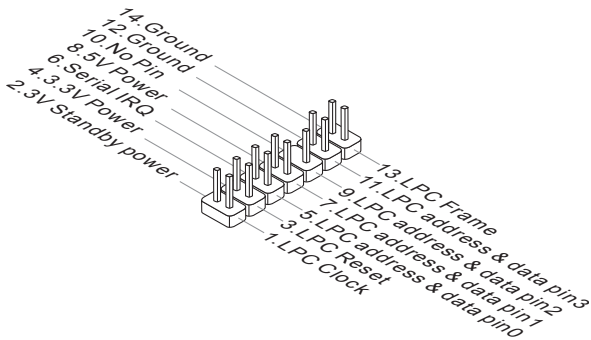 14.Ground
12.Ground
10.No Pin
8.5V Power
6.Serial IRQ
4.3.3V Power
2.3V Standby power
13.LPC Frame
11.LPC address & data pin3
9.LPC address & data pin2
7.LPC address & data pin1
5.LPC address & data pin0
3.LPC Reset
1.LPC Clock